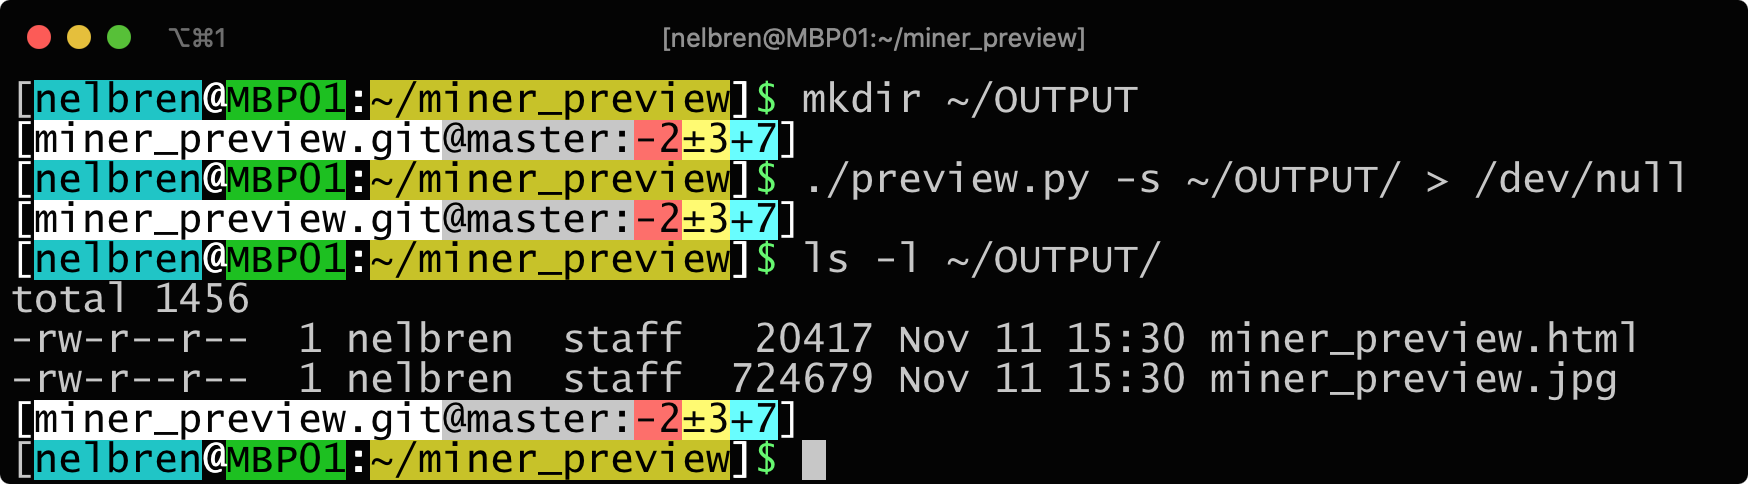 ⌥⌘1 [nelbren@MBP01:~/miner_preview]
[nelbren@MBP01:~/miner_preview]$ mkdir ~/OUTPUT
[miner_preview.git@master:-2±3+7]
[nelbren@MBP01:~/miner_preview]$ ./preview.py -s ~/OUTPUT/ > /dev/null
[miner_preview.git@master:-2±3+7]
[nelbren@MBP01:~/miner_preview]$ ls -l ~/OUTPUT/
total 1456
-rw-r--r--  1 nelbren  staff   20417 Nov 11 15:30 miner_preview.html
-rw-r--r--  1 nelbren  staff  724679 Nov 11 15:30 miner_preview.jpg
[miner_preview.git@master:-2±3+7]
[nelbren@MBP01:~/miner_preview]$